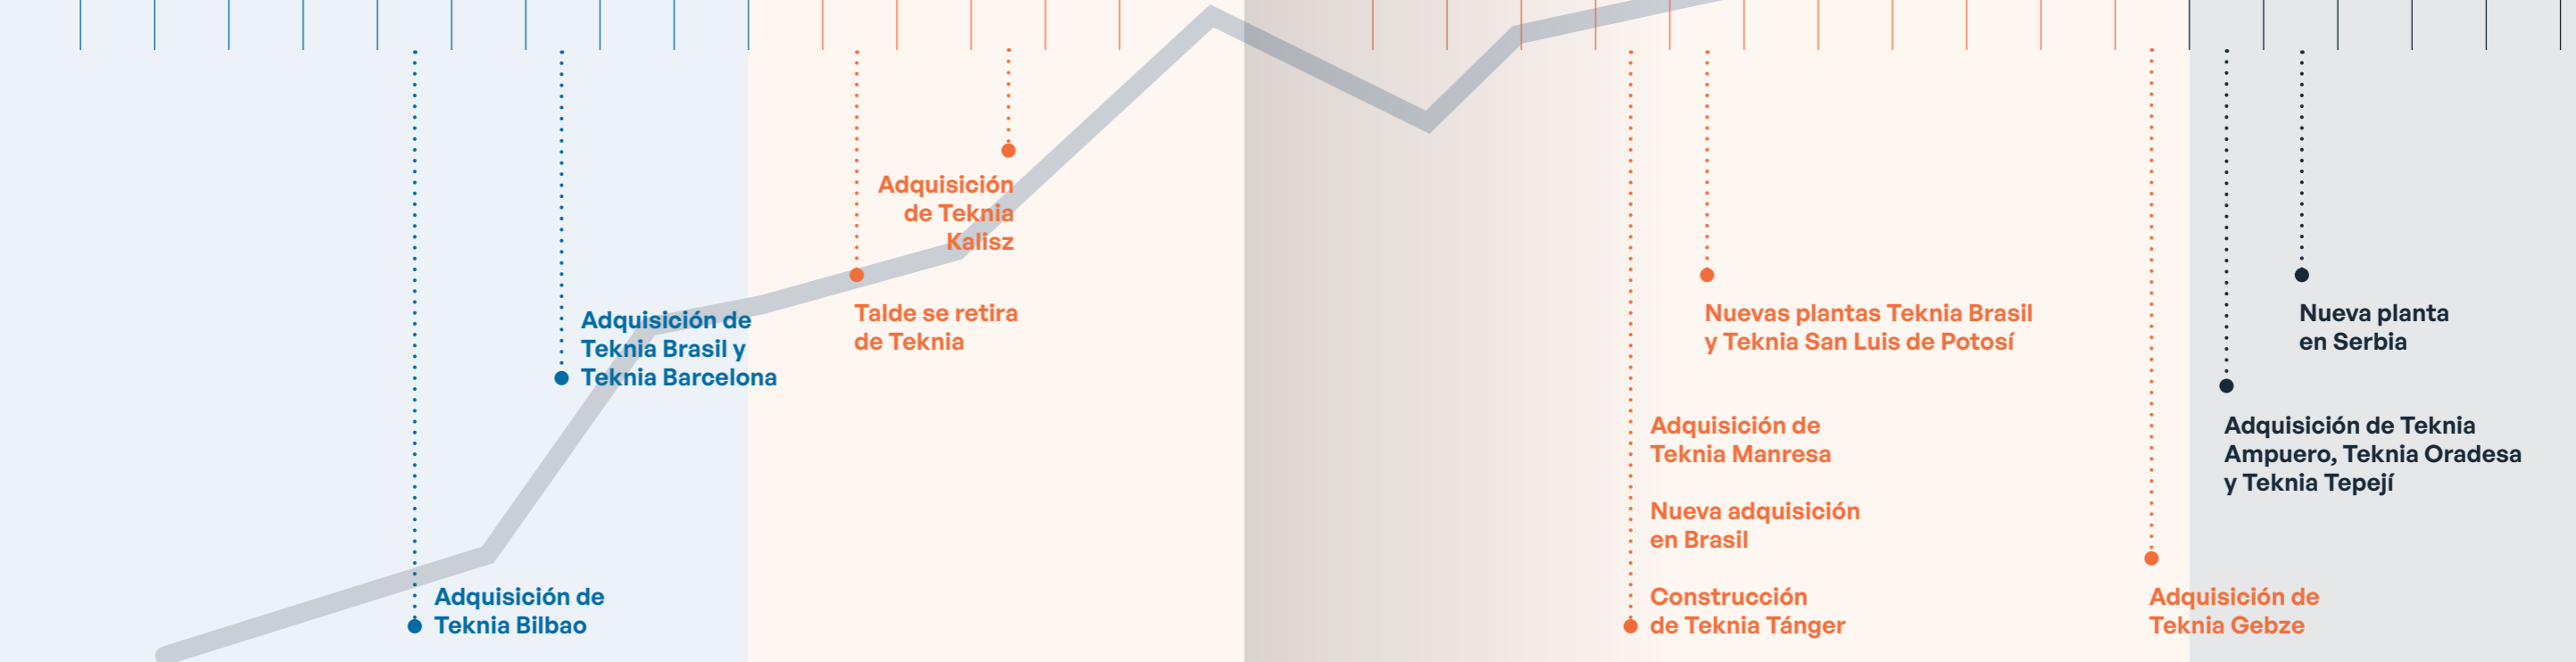 Adquisición de
Teknia Bilbao
Adquisición de
Teknia Brasil y
Teknia Barcelona
Talde se retira
de Teknia
Adquisición
de Teknia
Kalisz
Adquisición de
Teknia Manresa
Nueva adquisición
en Brasil
Construcción
de Teknia Tánger
Nuevas plantas Teknia Brasil
y Teknia San Luis de Potosí
Adquisición de
Teknia Gebze
Adquisición de Teknia
Ampuero, Teknia Oradesa
y Teknia Tepejí
Nueva planta
en Serbia